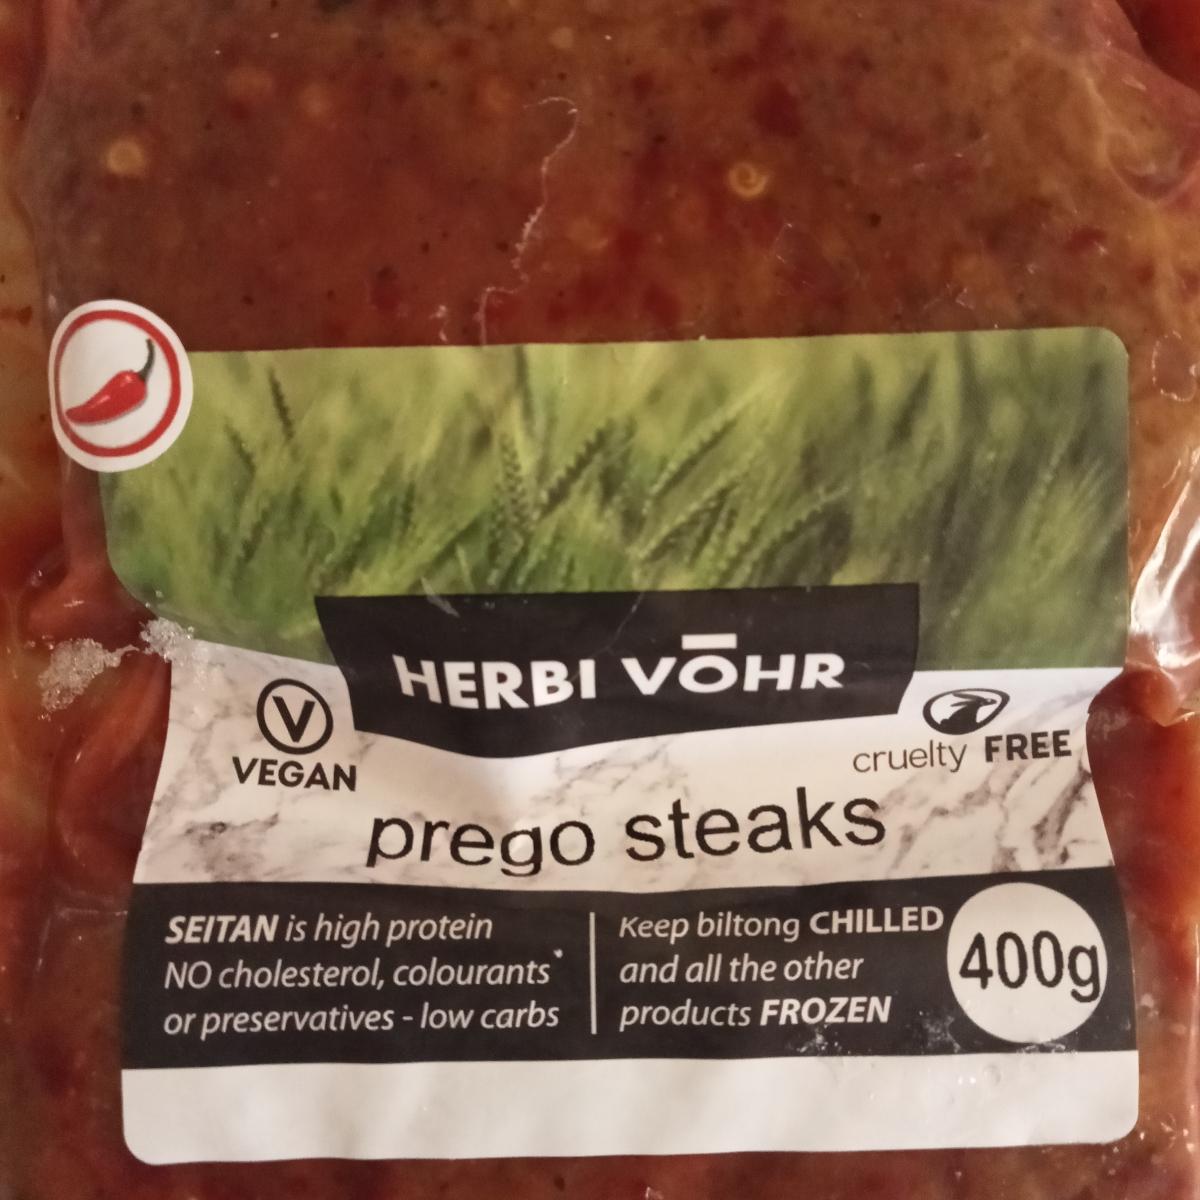 HERBI VŌHR
V
VEGAN
cruelty FREE
prego steaks
SEITAN is high protein
NO cholesterol, colourants
or preservatives - low carbs
Keep biltong CHILLED
and all the other
products FROZEN
400g